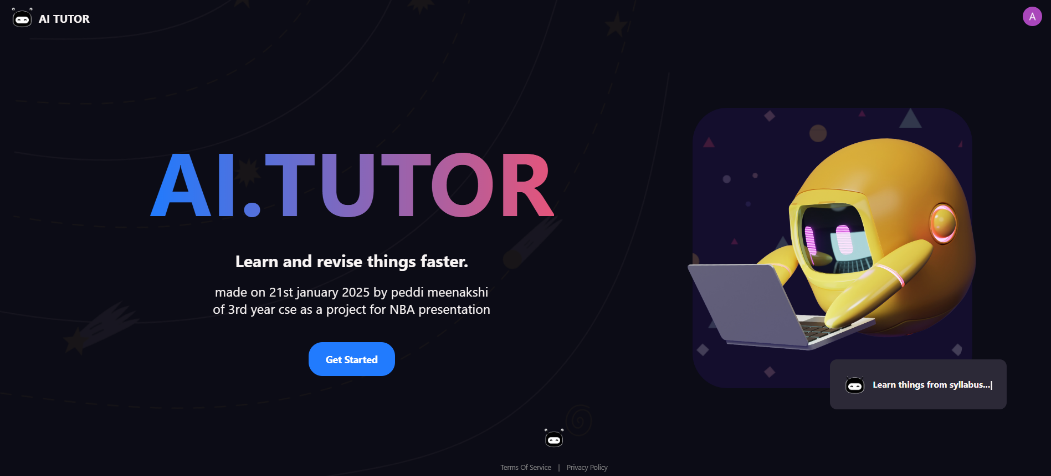 AI TUTOR
A
AI.TUTOR
Learn and revise things faster.
made on 21st january 2025 by peddi meenakshi
of 3rd year cse as a project for NBA presentation
Get Started
Learn things from syllabus...|
Terms Of Service | Privacy Policy